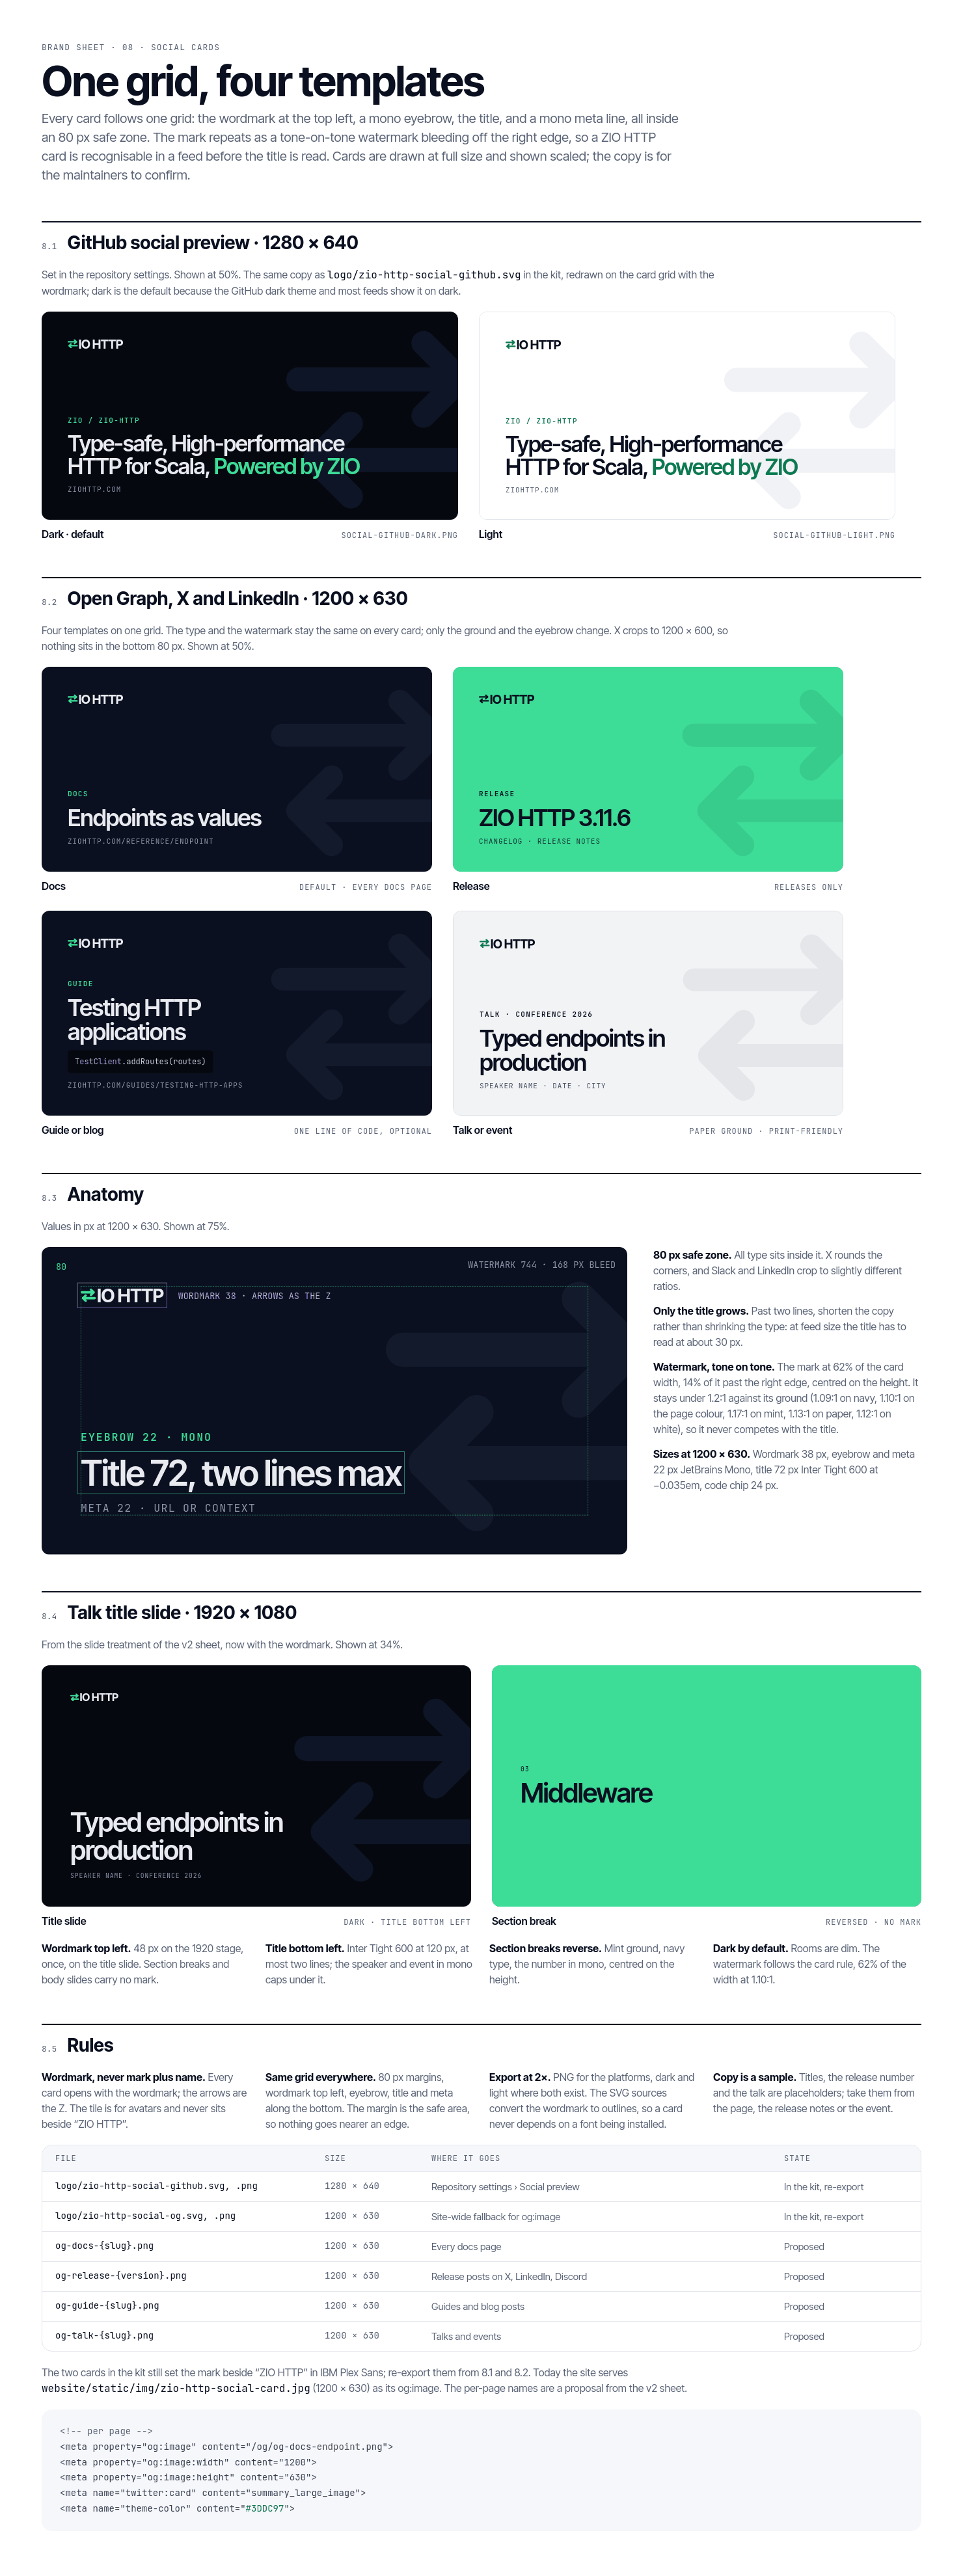 BRAND SHEET · 08 · SOCIAL CARDS
One grid, four templates
Every card follows one grid: the wordmark at the top left, a mono eyebrow, the title, and a mono meta line, all inside
an 80 px safe zone. The mark repeats as a tone-on-tone watermark bleeding off the right edge, so a ZIO HTTP
card is recognisable in a feed before the title is read. Cards are drawn at full size and shown scaled; the copy is for
the maintainers to confirm.
8.1 GitHub social preview · 1280 × 640
Set in the repository settings. Shown at 50%. The same copy as logo/zio-http-social-github.svg in the kit, redrawn on the card grid with the
wordmark; dark is the default because the GitHub dark theme and most feeds show it on dark.
⇄IO HTTP
ZIO / ZIO-HTTP
Type-safe, High-performance
HTTP for Scala, Powered by ZIO
ZIOHTTP.COM
Dark · default SOCIAL-GITHUB-DARK.PNG
⇄IO HTTP
ZIO / ZIO-HTTP
Type-safe, High-performance
HTTP for Scala, Powered by ZIO
ZIOHTTP.COM
Light SOCIAL-GITHUB-LIGHT.PNG
8.2 Open Graph, X and LinkedIn · 1200 × 630
Four templates on one grid. The type and the watermark stay the same on every card; only the ground and the eyebrow change. X crops to 1200 × 600, so
nothing sits in the bottom 80 px. Shown at 50%.
⇄IO HTTP
DOCS
Endpoints as values
ZIOHTTP.COM/REFERENCE/ENDPOINT
Docs DEFAULT · EVERY DOCS PAGE
⇄IO HTTP
RELEASE
ZIO HTTP 3.11.6
CHANGELOG · RELEASE NOTES
Release RELEASES ONLY
⇄IO HTTP
GUIDE
Testing HTTP
applications
TestClient.addRoutes(routes)
ZIOHTTP.COM/GUIDES/TESTING-HTTP-APPS
Guide or blog ONE LINE OF CODE, OPTIONAL
⇄IO HTTP
TALK · CONFERENCE 2026
Typed endpoints in
production
SPEAKER NAME · DATE · CITY
Talk or event PAPER GROUND · PRINT-FRIENDLY
8.3 Anatomy
Values in px at 1200 × 630. Shown at 75%.
80
WATERMARK 744 · 168 PX BLEED
⇄IO HTTP WORDMARK 38 · ARROWS AS THE Z
EYEBROW 22 · MONO
Title 72, two lines max
META 22 · URL OR CONTEXT
80 px safe zone. All type sits inside it. X rounds the
corners, and Slack and LinkedIn crop to slightly different
ratios.
Only the title grows. Past two lines, shorten the copy
rather than shrinking the type: at feed size the title has to
read at about 30 px.
Watermark, tone on tone. The mark at 62% of the card
width, 14% of it past the right edge, centred on the height. It
stays under 1.2:1 against its ground (1.09:1 on navy, 1.10:1 on
the page colour, 1.17:1 on mint, 1.13:1 on paper, 1.12:1 on
white), so it never competes with the title.
Sizes at 1200 × 630. Wordmark 38 px, eyebrow and meta
22 px JetBrains Mono, title 72 px Inter Tight 600 at
−0.035em, code chip 24 px.
8.4 Talk title slide · 1920 × 1080
From the slide treatment of the v2 sheet, now with the wordmark. Shown at 34%.
⇄IO HTTP
Typed endpoints in
production
SPEAKER NAME · CONFERENCE 2026
Title slide DARK · TITLE BOTTOM LEFT
03
Middleware
Section break REVERSED · NO MARK
Wordmark top left. 48 px on the 1920 stage,
once, on the title slide. Section breaks and
body slides carry no mark.
Title bottom left. Inter Tight 600 at 120 px, at
most two lines; the speaker and event in mono
caps under it.
Section breaks reverse. Mint ground, navy
type, the number in mono, centred on the
height.
Dark by default. Rooms are dim. The
watermark follows the card rule, 62% of the
width at 1.10:1.
8.5 Rules
Wordmark, never mark plus name. Every
card opens with the wordmark; the arrows are
the Z. The tile is for avatars and never sits
beside “ZIO HTTP”.
Same grid everywhere. 80 px margins,
wordmark top left, eyebrow, title and meta
along the bottom. The margin is the safe area,
so nothing goes nearer an edge.
Export at 2×. PNG for the platforms, dark and
light where both exist. The SVG sources
convert the wordmark to outlines, so a card
never depends on a font being installed.
Copy is a sample. Titles, the release number
and the talk are placeholders; take them from
the page, the release notes or the event.
FILE SIZE WHERE IT GOES STATE
logo/zio-http-social-github.svg, .png 1280 × 640 Repository settings › Social preview In the kit, re-export
logo/zio-http-social-og.svg, .png 1200 × 630 Site-wide fallback for og:image In the kit, re-export
og-docs-{slug}.png 1200 × 630 Every docs page Proposed
og-release-{version}.png 1200 × 630 Release posts on X, LinkedIn, Discord Proposed
og-guide-{slug}.png 1200 × 630 Guides and blog posts Proposed
og-talk-{slug}.png 1200 × 630 Talks and events Proposed
The two cards in the kit still set the mark beside “ZIO HTTP” in IBM Plex Sans; re-export them from 8.1 and 8.2. Today the site serves
website/static/img/zio-http-social-card.jpg (1200 × 630) as its og:image. The per-page names are a proposal from the v2 sheet.
<!-- per page -->
<meta property="og:image" content="/og/og-docs-endpoint.png">
<meta property="og:image:width" content="1200">
<meta property="og:image:height" content="630">
<meta name="twitter:card" content="summary_large_image">
<meta name="theme-color" content="#3DDC97">